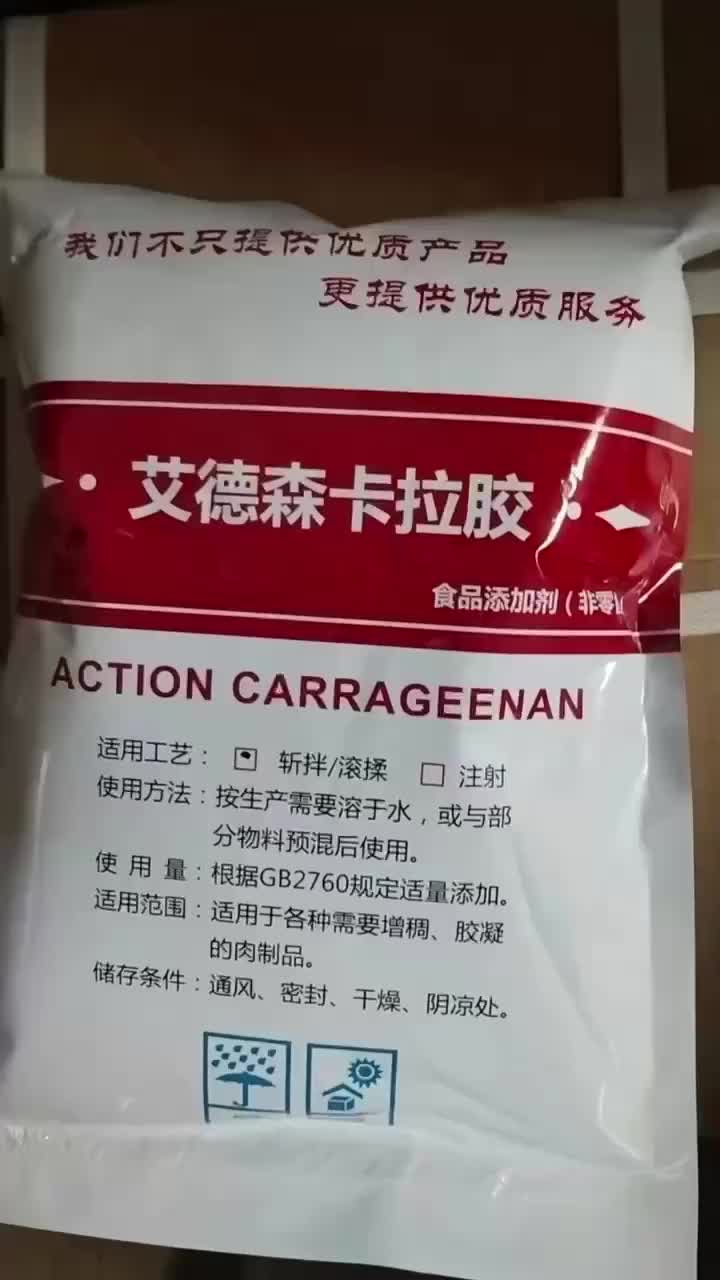 我们不只提供优质产品
更提供优质服务
艾德森卡拉胶
食品添加剂（非零
ACTION CARRAGEENAN
适用工艺： 斩拌/滚揉 注射
使用方法：按生产需要溶于水，或与部
分物料预混后使用。
使 用 量：根据GB2760规定适量添加。
适用范围：适用于各种需要增稠、胶凝
的肉制品。
储存条件：通风、密封、干燥、阴凉处。